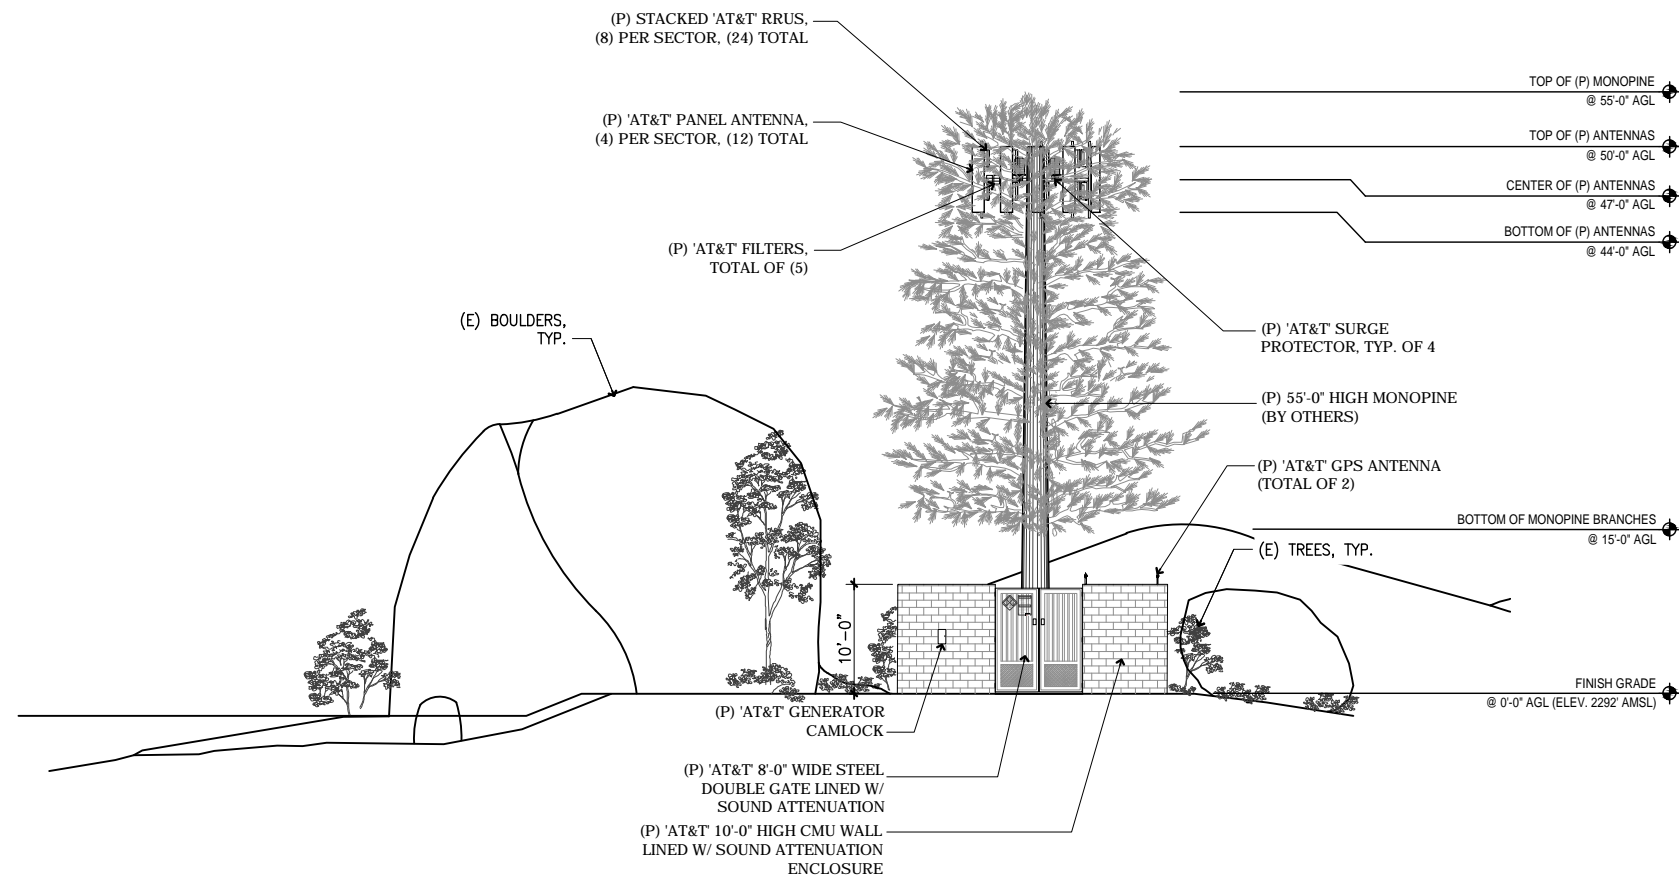 (P) STACKED 'AT&T' RRUS,
(8) PER SECTOR, (24) TOTAL
(P) 'AT&T' PANEL ANTENNA,
(4) PER SECTOR, (12) TOTAL
(P) 'AT&T' FILTERS,
TOTAL OF (5)
(E) BOULDERS,
TYP.
TOP OF (P) MONOPINE
@ 55'-0" AGL
TOP OF (P) ANTENNAS
@ 50'-0" AGL
CENTER OF (P) ANTENNAS
@ 47'-0" AGL
BOTTOM OF (P) ANTENNAS
@ 44'-0" AGL
(P) 'AT&T' SURGE
PROTECTOR, TYP. OF 4
(P) 55'-0" HIGH MONOPINE
(BY OTHERS)
(P) 'AT&T' GPS ANTENNA
(TOTAL OF 2)
BOTTOM OF MONOPINE BRANCHES
@ 15'-0" AGL
(E) TREES, TYP.
10'-0"
FINISH GRADE
@ 0'-0" AGL (ELEV. 2292' AMSL)
(P) 'AT&T' GENERATOR
CAMLOCK
(P) 'AT&T' 8'-0" WIDE STEEL
DOUBLE GATE LINED W/
SOUND ATTENUATION
(P) 'AT&T' 10'-0" HIGH CMU WALL
LINED W/ SOUND ATTENUATION
ENCLOSURE